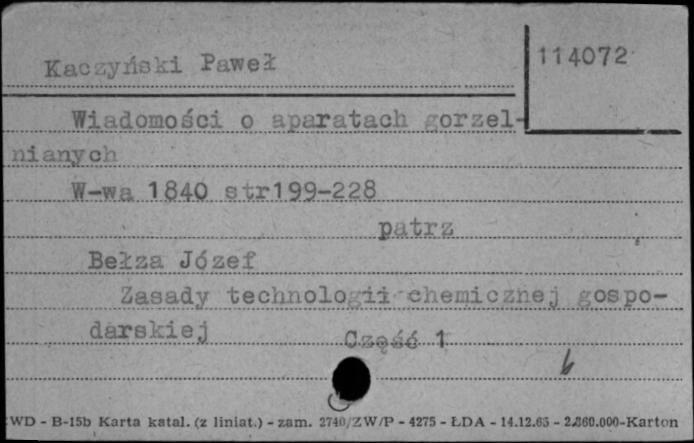 Kaczyński Paweł
114072
Wiadomości o aparatach gorzel-
nianych
W-wa 1840 str199-228
patrz
Bełza Józef
Zasady technologii chemicznej gospo-
darskiej
Część 1
WD - B-15b Karta katal. (z liniat.) - zam. 2740/ZW/P - 4275 - ŁDA - 14.12.65 - 2.860.000-Karton